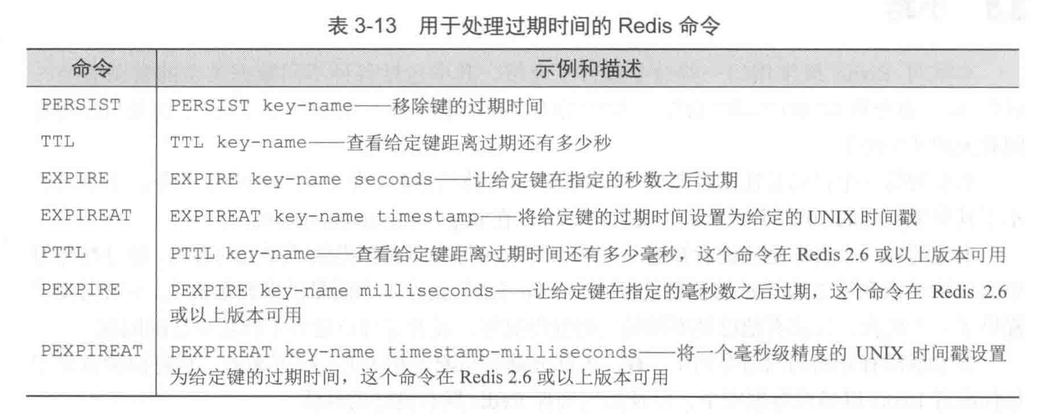 表 3-13 用于处理过期时间的 Redis 命令
命令 示例和描述
PERSIST PERSIST key-name——移除键的过期时间
TTL TTL key-name——查看给定键距离过期还有多少秒
EXPIRE EXPIRE key-name seconds——让给定键在指定的秒数之后过期
EXPIREAT EXPIREAT key-name timestamp——将给定键的过期时间设置为给定的 UNIX 时间戳
PTTL PTTL key-name——查看给定键距离过期时间还有多少毫秒，这个命令在 Redis 2.6 或以上版本可用
PEXPIRE PEXPIRE key-name milliseconds——让给定键在指定的毫秒数之后过期，这个命令在 Redis 2.6
或以上版本可用
PEXPIREAT PEXPIREAT key-name timestamp-milliseconds——将一个毫秒级精度的 UNIX 时间戳设置
为给定键的过期时间，这个命令在 Redis 2.6 或以上版本可用